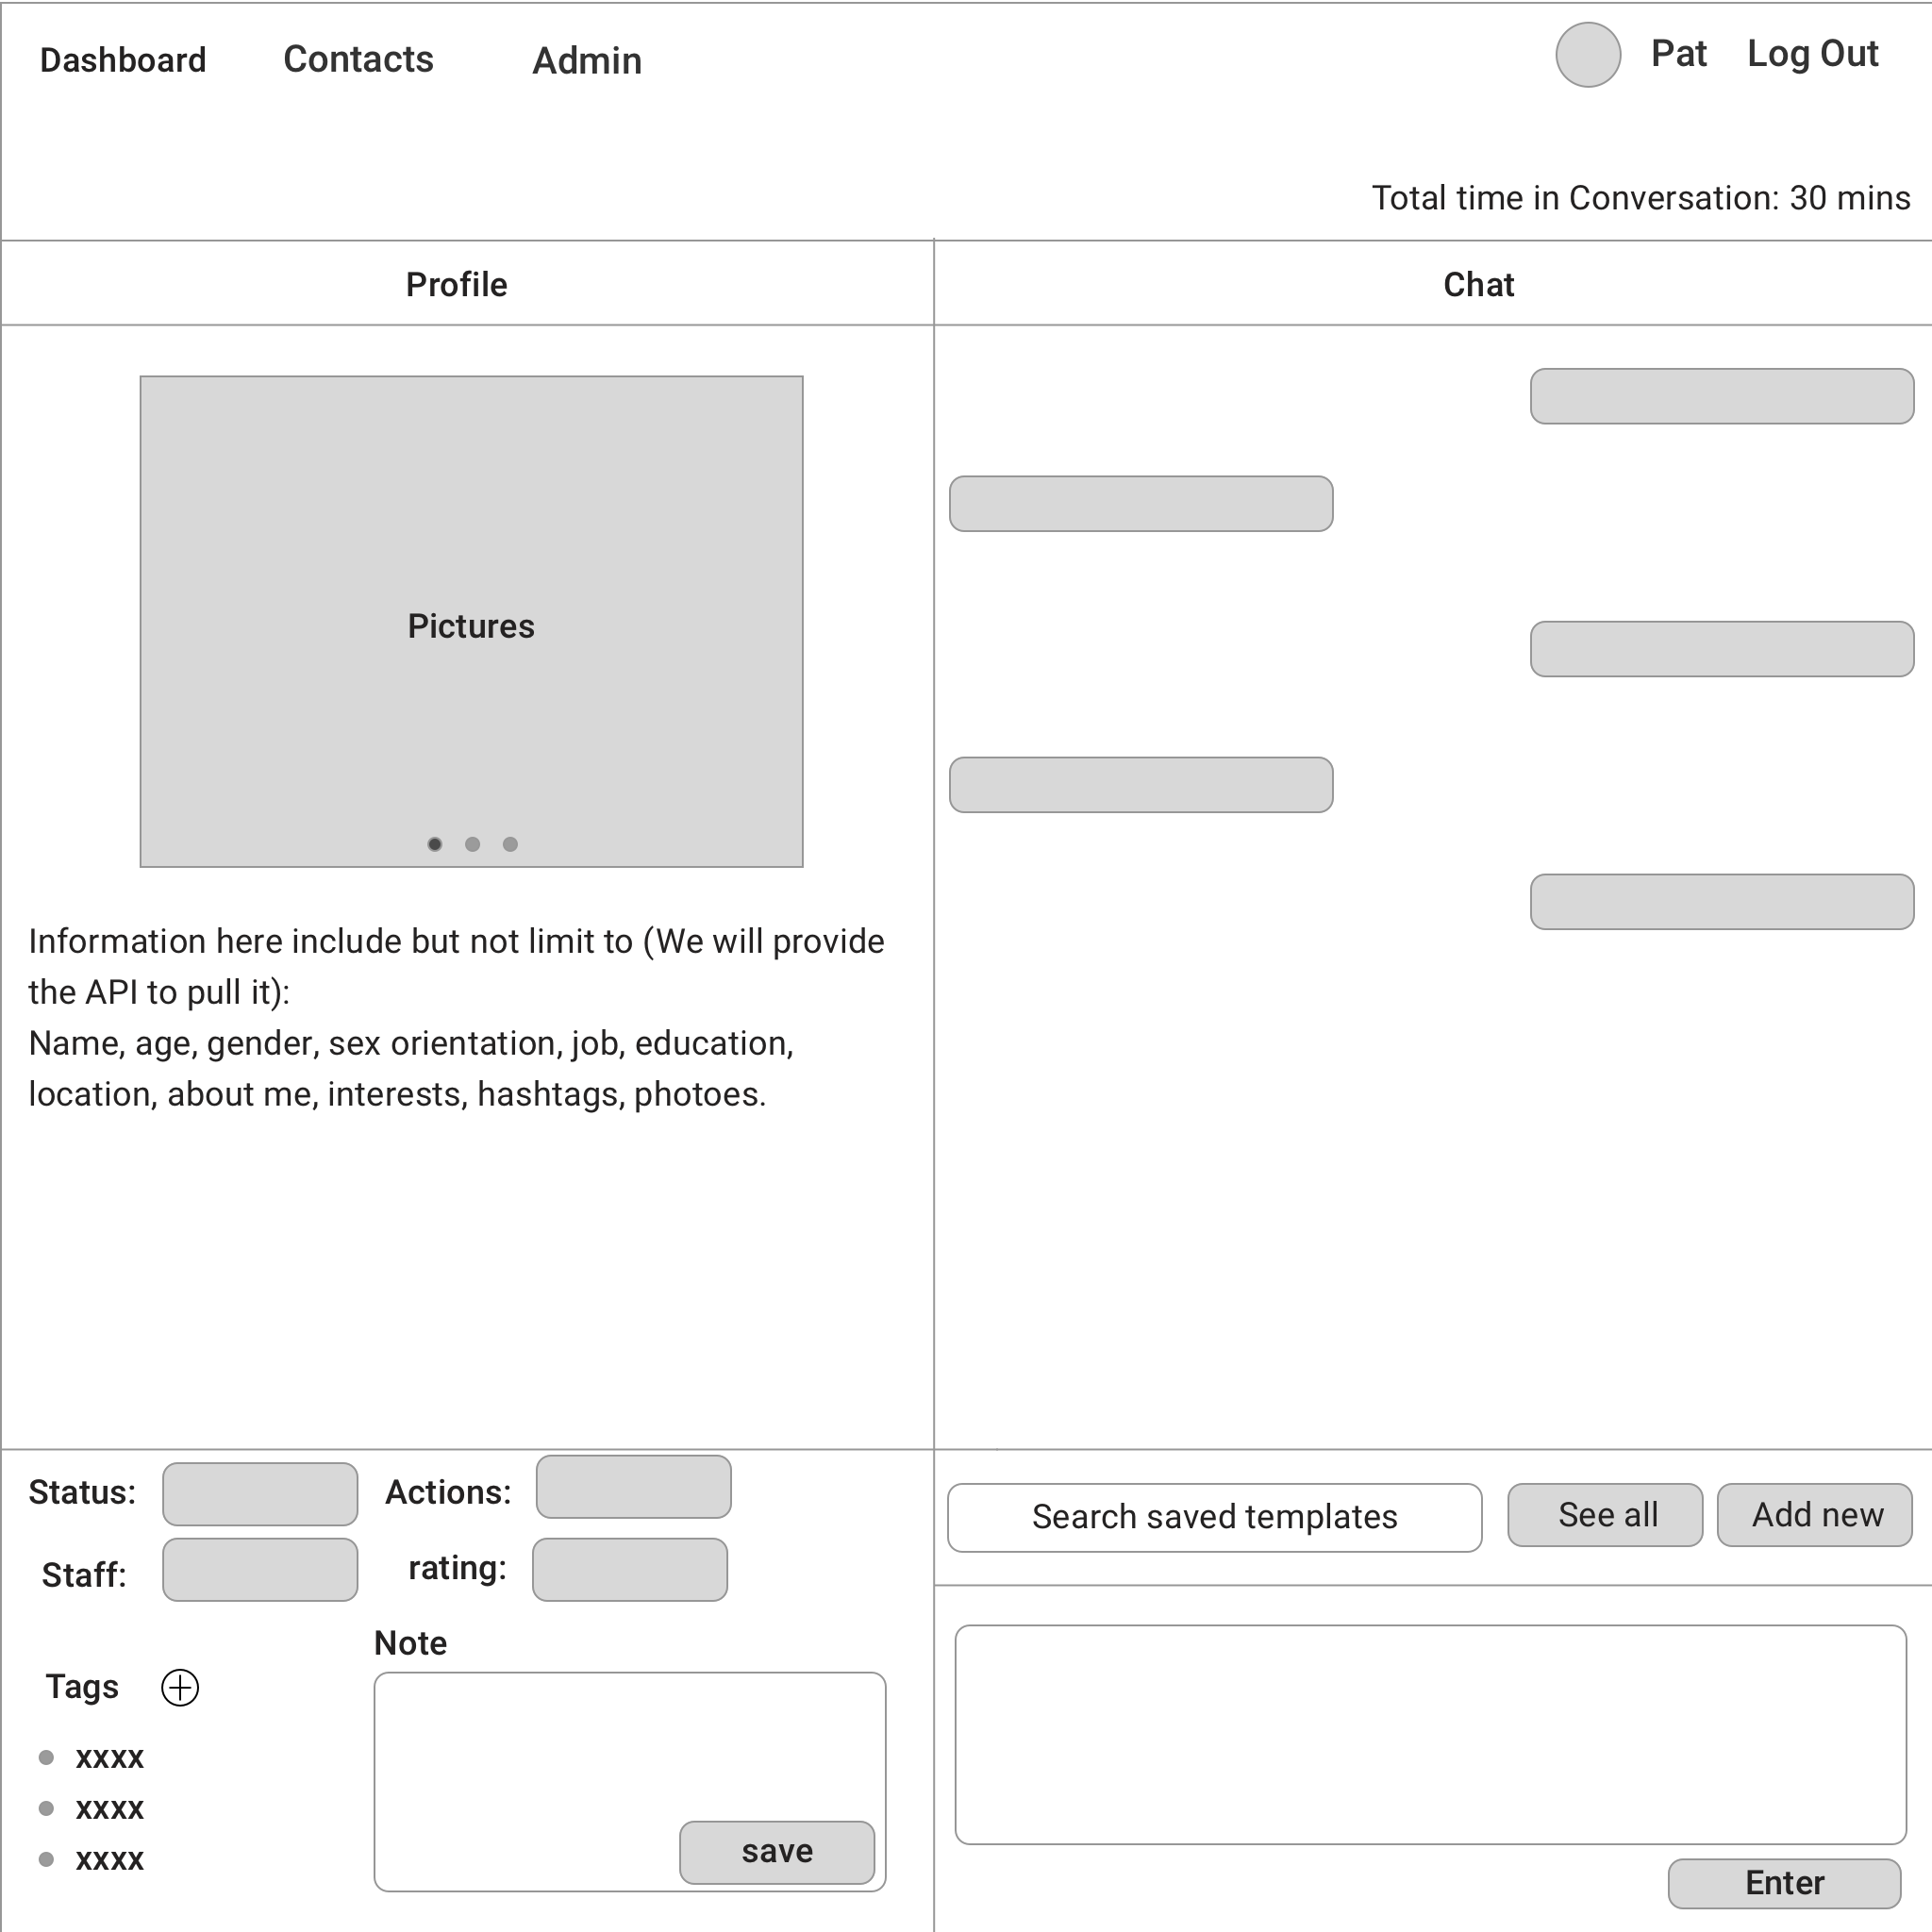 Dashboard Contacts Admin Pat Log Out
Total time in Conversation: 30 mins
Profile
Chat
Pictures
Information here include but not limit to (We will provide
the API to pull it):
Name, age, gender, sex orientation, job, education,
location, about me, interests, hashtags, photoes.
Status: Actions:
Staff: rating:
Note
Tags
xxxx
xxxx
xxxx
save
Search saved templates See all Add new
Enter